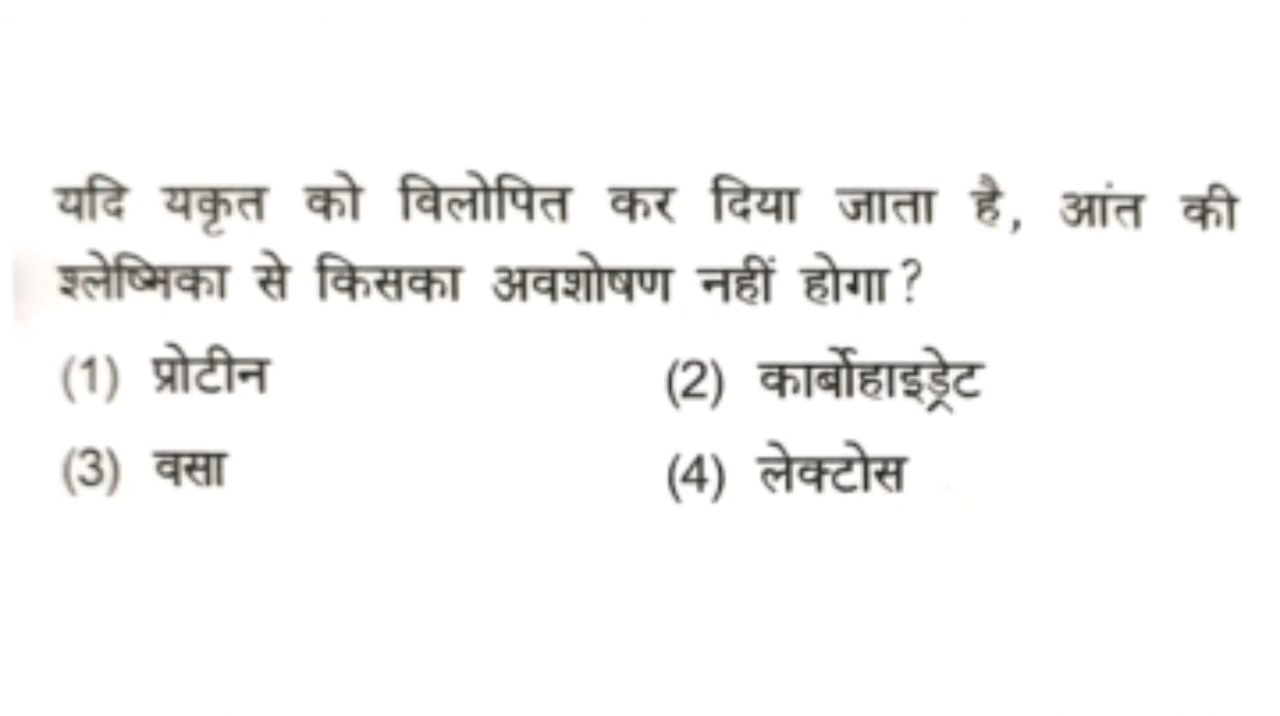 यदि यकृत को विलोपित कर दिया जाता है, आंत की
श्लेष्मिका से किसका अवशोषण नहीं होगा?
(1) प्रोटीन (2) कार्बोहाइड्रेट
(3) वसा (4) लेक्टोस